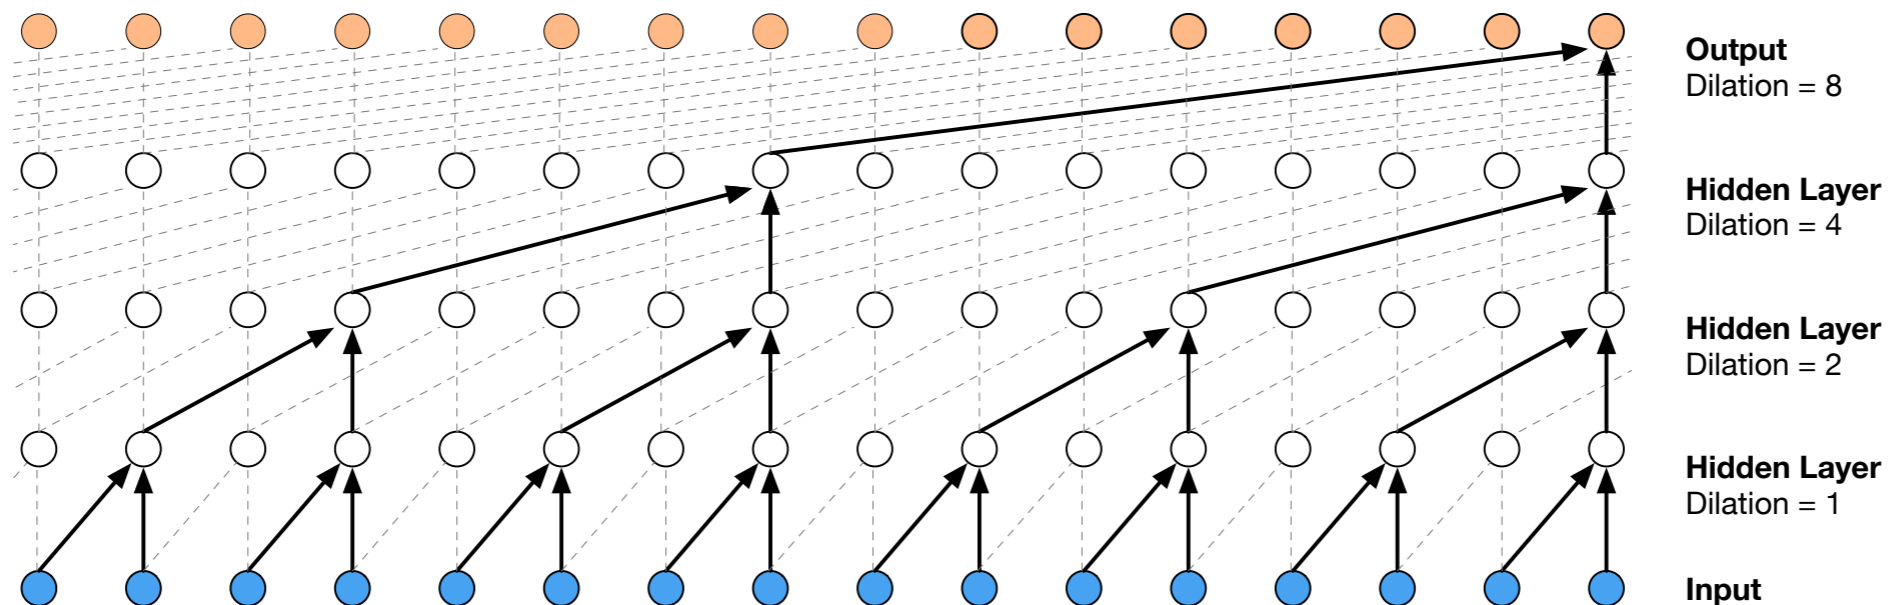 Output
Dilation = 8
Hidden Layer
Dilation = 4
Hidden Layer
Dilation = 2
Hidden Layer
Dilation = 1
Input